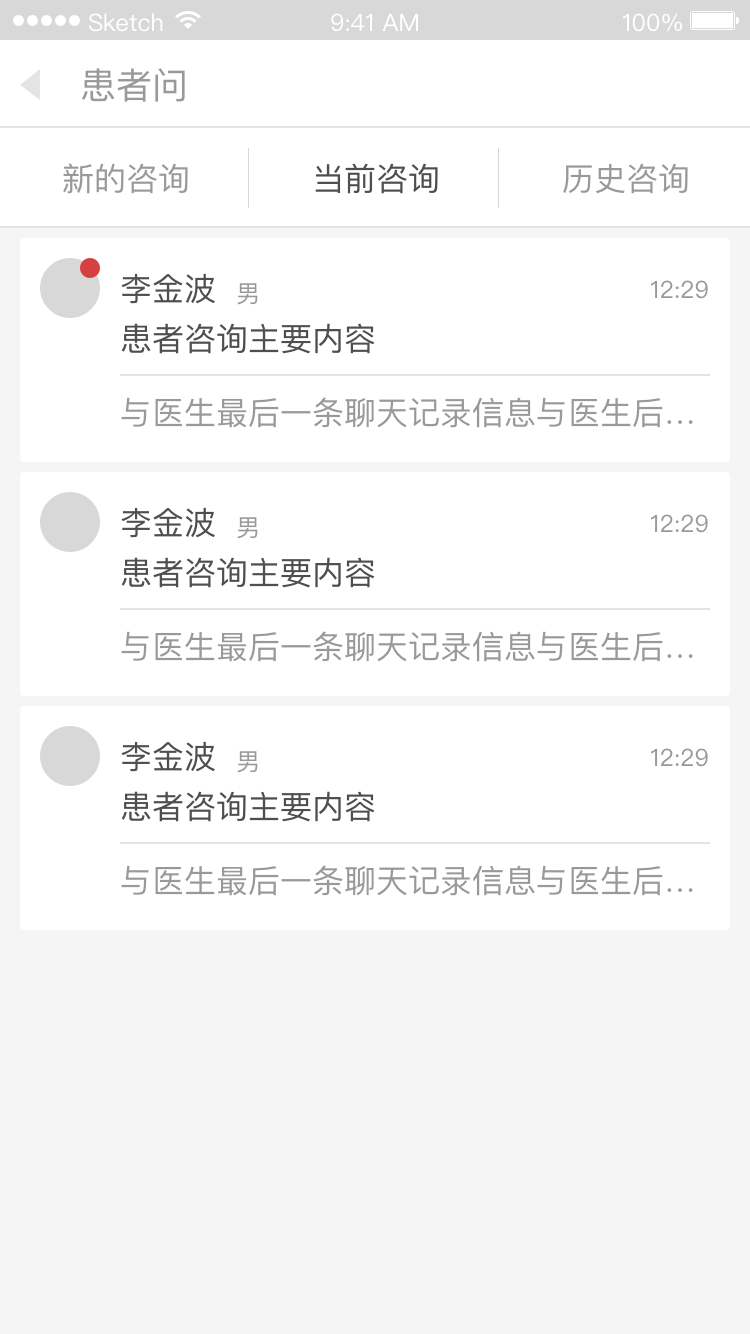 Sketch 9:41 AM 100%
患者问
新的咨询 当前咨询 历史咨询
李金波 男 12:29
患者咨询主要内容
与医生最后一条聊天记录信息与医生后...
李金波 男 12:29
患者咨询主要内容
与医生最后一条聊天记录信息与医生后...
李金波 男 12:29
患者咨询主要内容
与医生最后一条聊天记录信息与医生后...